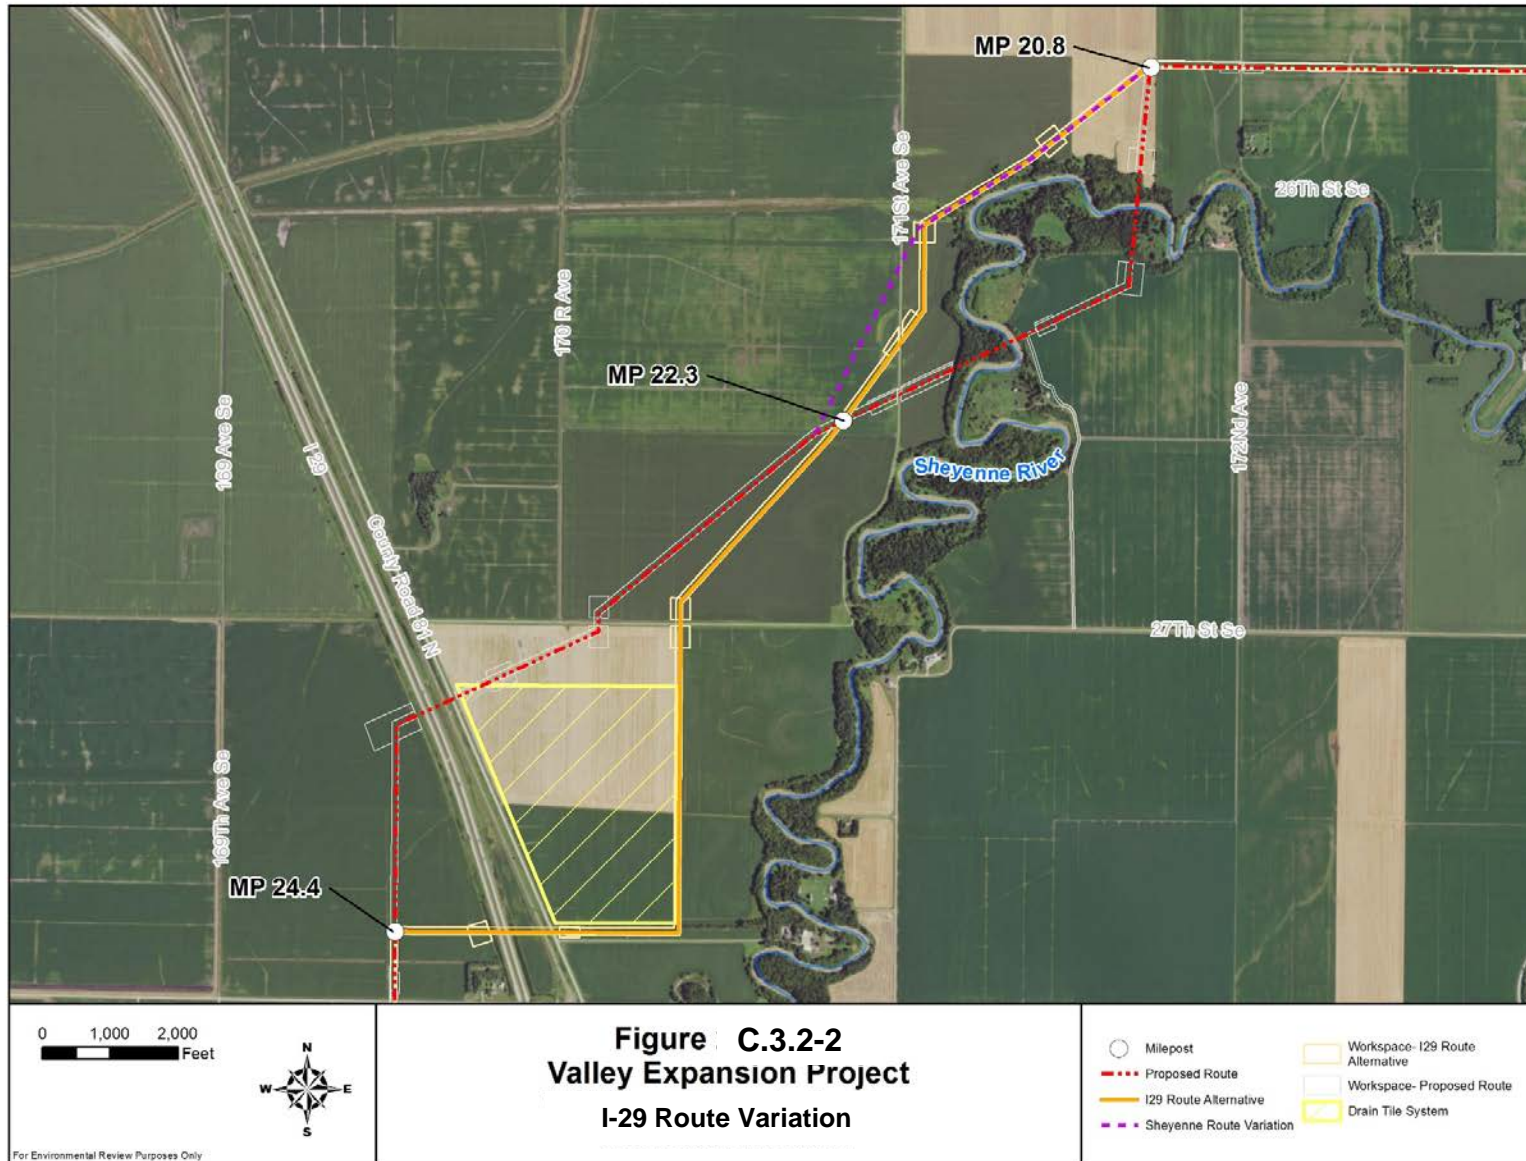 MP 20.8
171St Ave Se
26Th St Se
170 R Ave
MP 22.3
169 Ave Se
I 29
172Nd Ave
Sheyenne River
County Road 81 N
27Th St Se
169Th Ave Se
MP 24.4
0 1,000 2,000
Feet
N
W E
S
For Environmental Review Purposes Only
Figure C.3.2-2
Valley Expansion Project
I-29 Route Variation
Milepost
Proposed Route
I29 Route Alternative
Sheyenne Route Variation
Workspace- I29 Route
Alternative
Workspace- Proposed Route
Drain Tile System